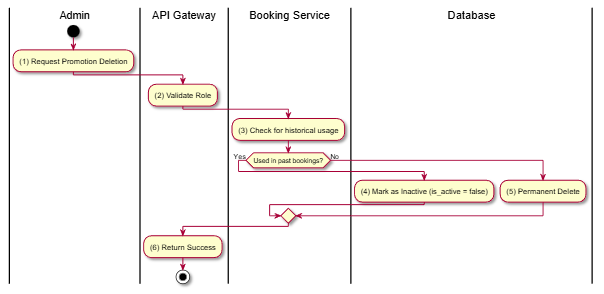 Admin
API Gateway
Booking Service
Database
(1) Request Promotion Deletion
(2) Validate Role
(3) Check for historical usage
Yes
Used in past bookings?
No
(4) Mark as Inactive (is_active = false)
(5) Permanent Delete
(6) Return Success